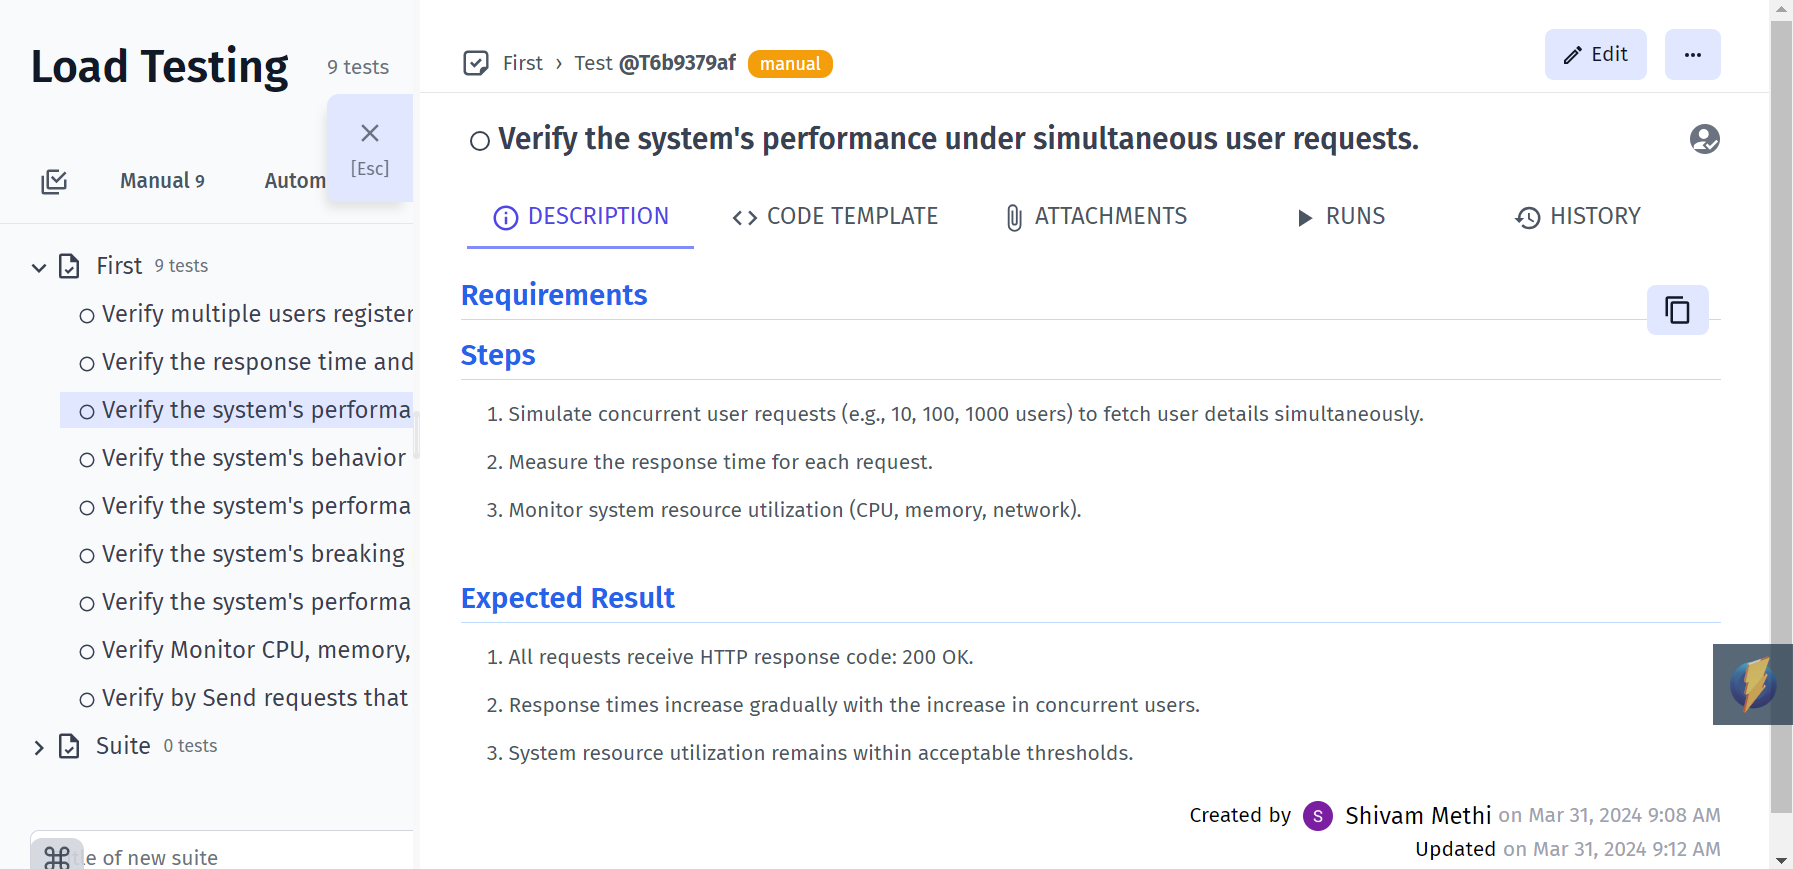 Load Testing
9 tests
[Esc]
Manual 9
Autom
First 9 tests
Verify multiple users register
Verify the response time and
Verify the system's performa
Verify the system's behavior
Verify the system's performa
Verify the system's breaking
Verify the system's performa
Verify Monitor CPU, memory,
Verify by Send requests that
Suite 0 tests
tle of new suite
First › Test @T6b9379af manual
Edit
Verify the system's performance under simultaneous user requests.
DESCRIPTION
CODE TEMPLATE
ATTACHMENTS
RUNS
HISTORY
Requirements
Steps
1. Simulate concurrent user requests (e.g., 10, 100, 1000 users) to fetch user details simultaneously.
2. Measure the response time for each request.
3. Monitor system resource utilization (CPU, memory, network).
Expected Result
1. All requests receive HTTP response code: 200 OK.
2. Response times increase gradually with the increase in concurrent users.
3. System resource utilization remains within acceptable thresholds.
Created by S Shivam Methi on Mar 31, 2024 9:08 AM
Updated on Mar 31, 2024 9:12 AM